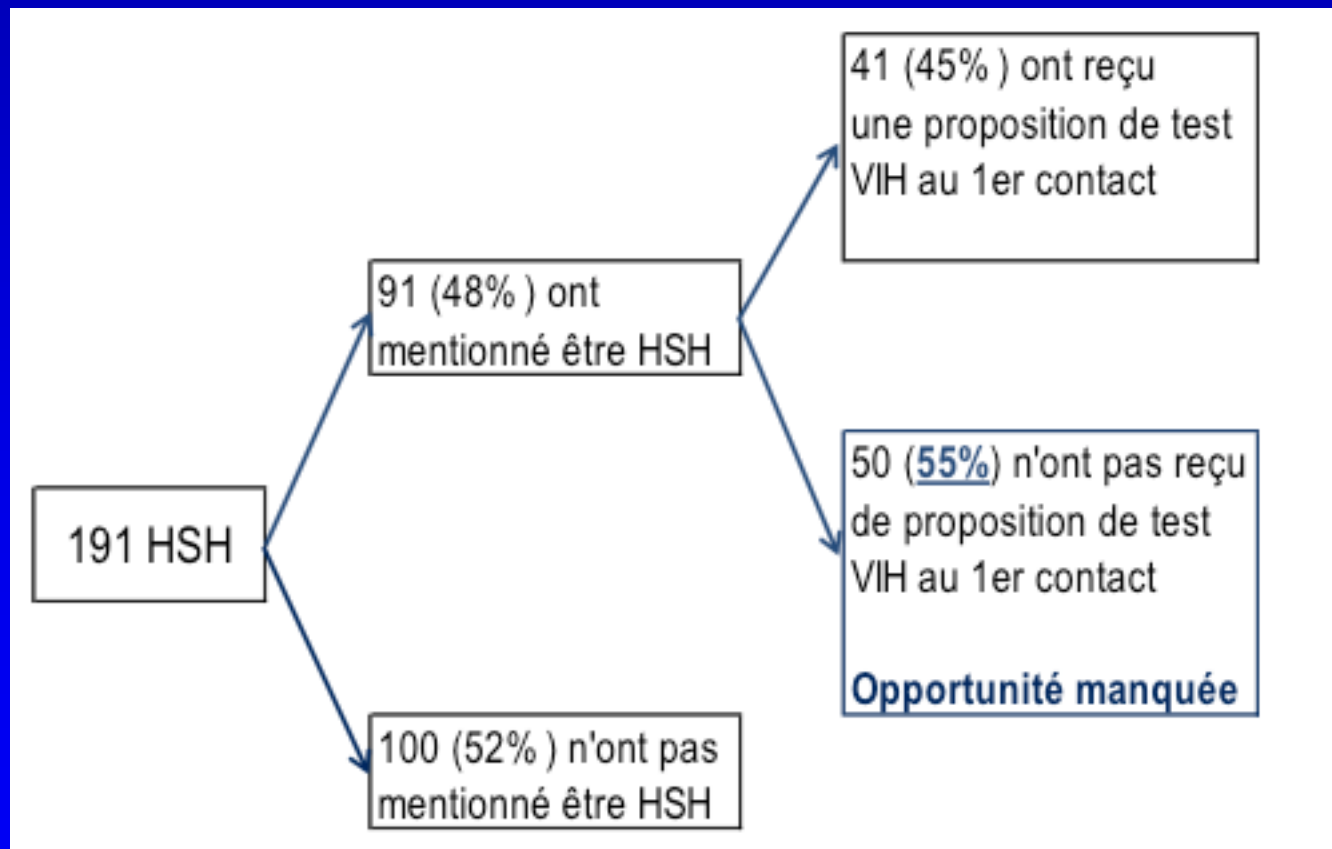 41 (45% ) ont reçu
une proposition de test
VIH au 1er contact
91 (48% ) ont
mentionné être HSH
50 (55%) n'ont pas reçu
de proposition de test
VIH au 1er contact
Opportunité manquée
191 HSH
100 (52% ) n'ont pas
mentionné être HSH